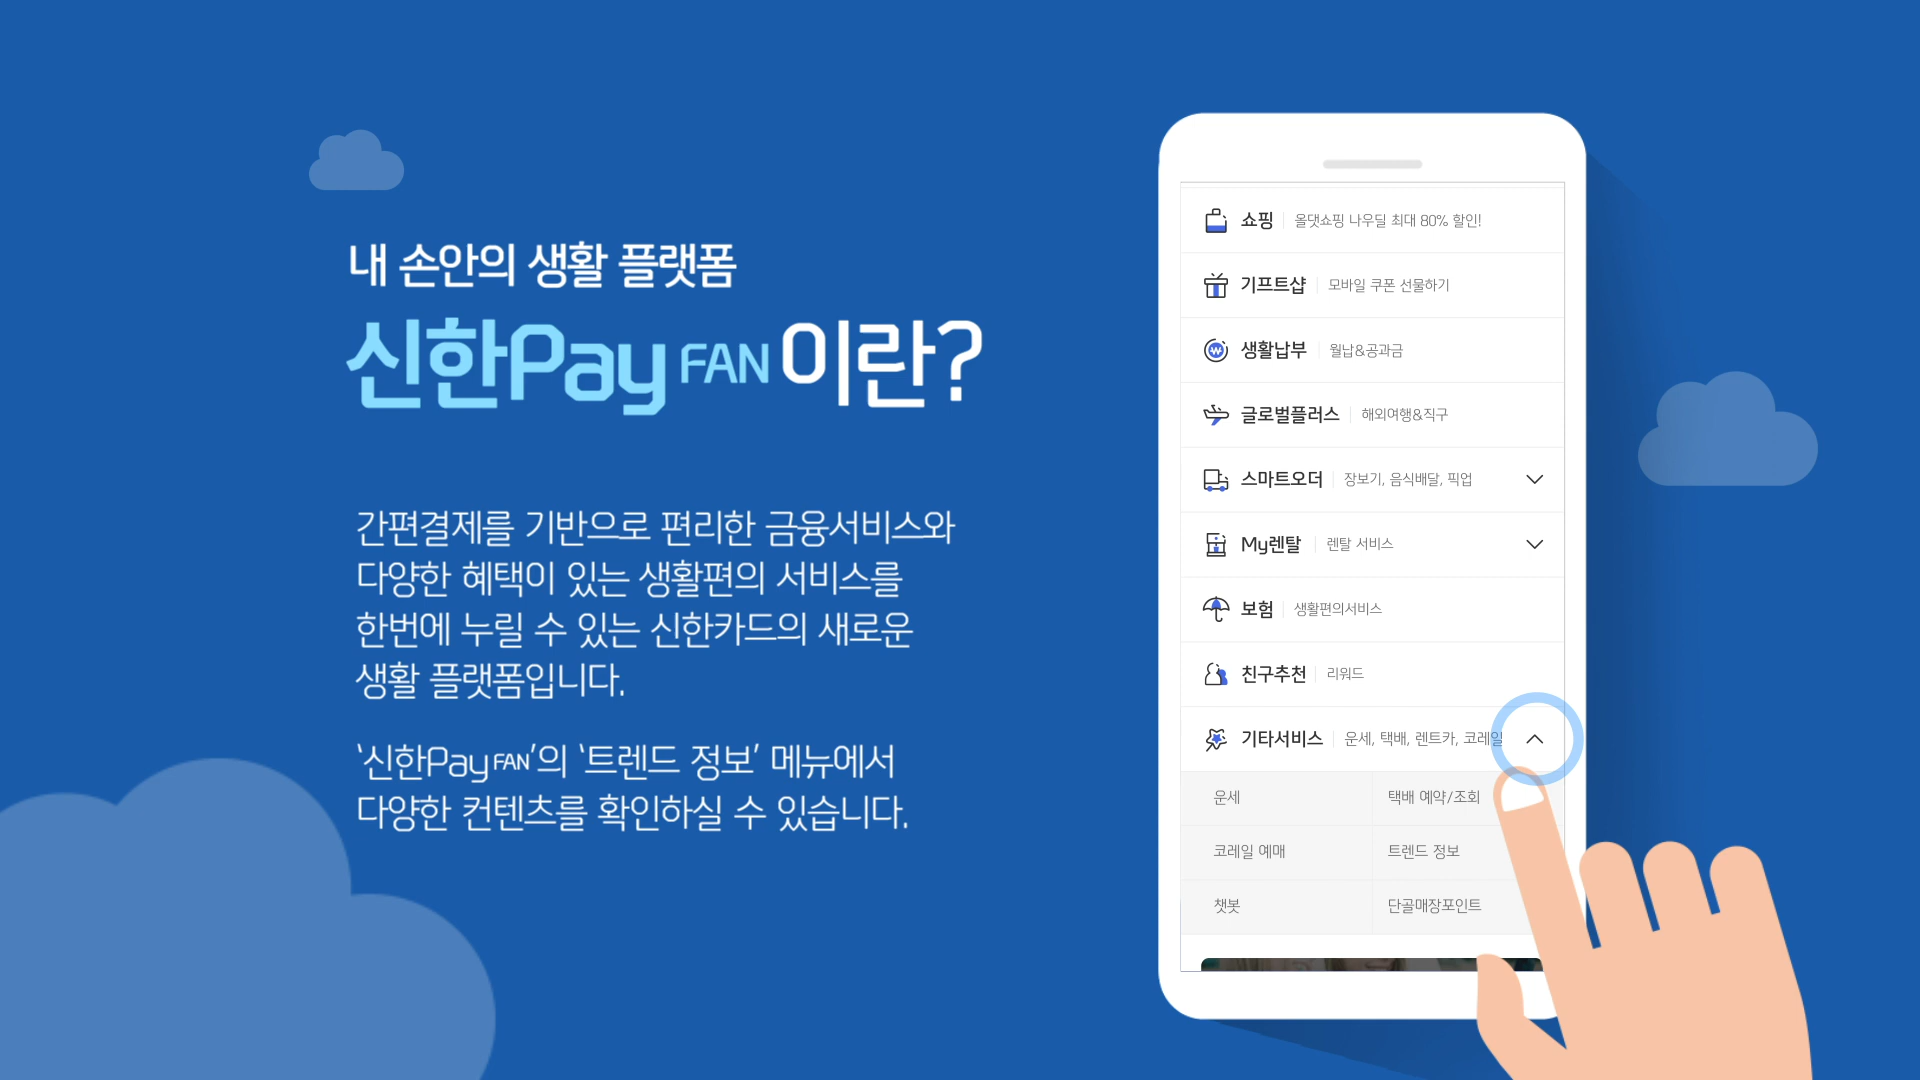 내 손안의 생활 플랫폼
신한Pay FAN 이란?
간편결제를 기반으로 편리한 금융서비스와
다양한 혜택이 있는 생활편의 서비스를
한번에 누릴 수 있는 신한카드의 새로운
생활 플랫폼입니다.
‘신한Pay FAN’의 ‘트렌드 정보’ 메뉴에서
다양한 컨텐츠를 확인하실 수 있습니다.
쇼핑 올댓쇼핑 나우딜 최대 80% 할인!
기프트샵 모바일 쿠폰 선물하기
생활납부 월납&공과금
글로벌플러스 해외여행&직구
스마트오더 장보기, 음식배달, 픽업
My렌탈 렌탈 서비스
보험 생활편의서비스
친구추천 리워드
기타서비스 운세, 택배, 렌트카, 코레일
운세 택배 예약/조회
코레일 예매 트렌드 정보
챗봇 단골매장포인트